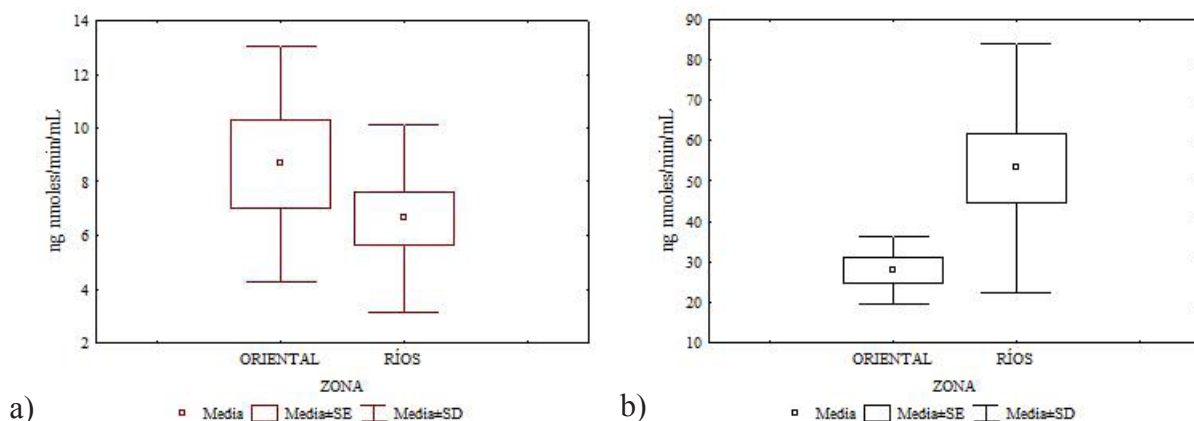 14
12
10
8
6
4
2
ng nmoles/min/mL
ORIENTAL RÍOS
ZONA
Media Media±SE Media±SD
a)
90
80
70
60
50
40
30
20
10
ng nmoles/min/mL
ORIENTAL RÍOS
ZONA
Media Media±SE Media±SD
b)